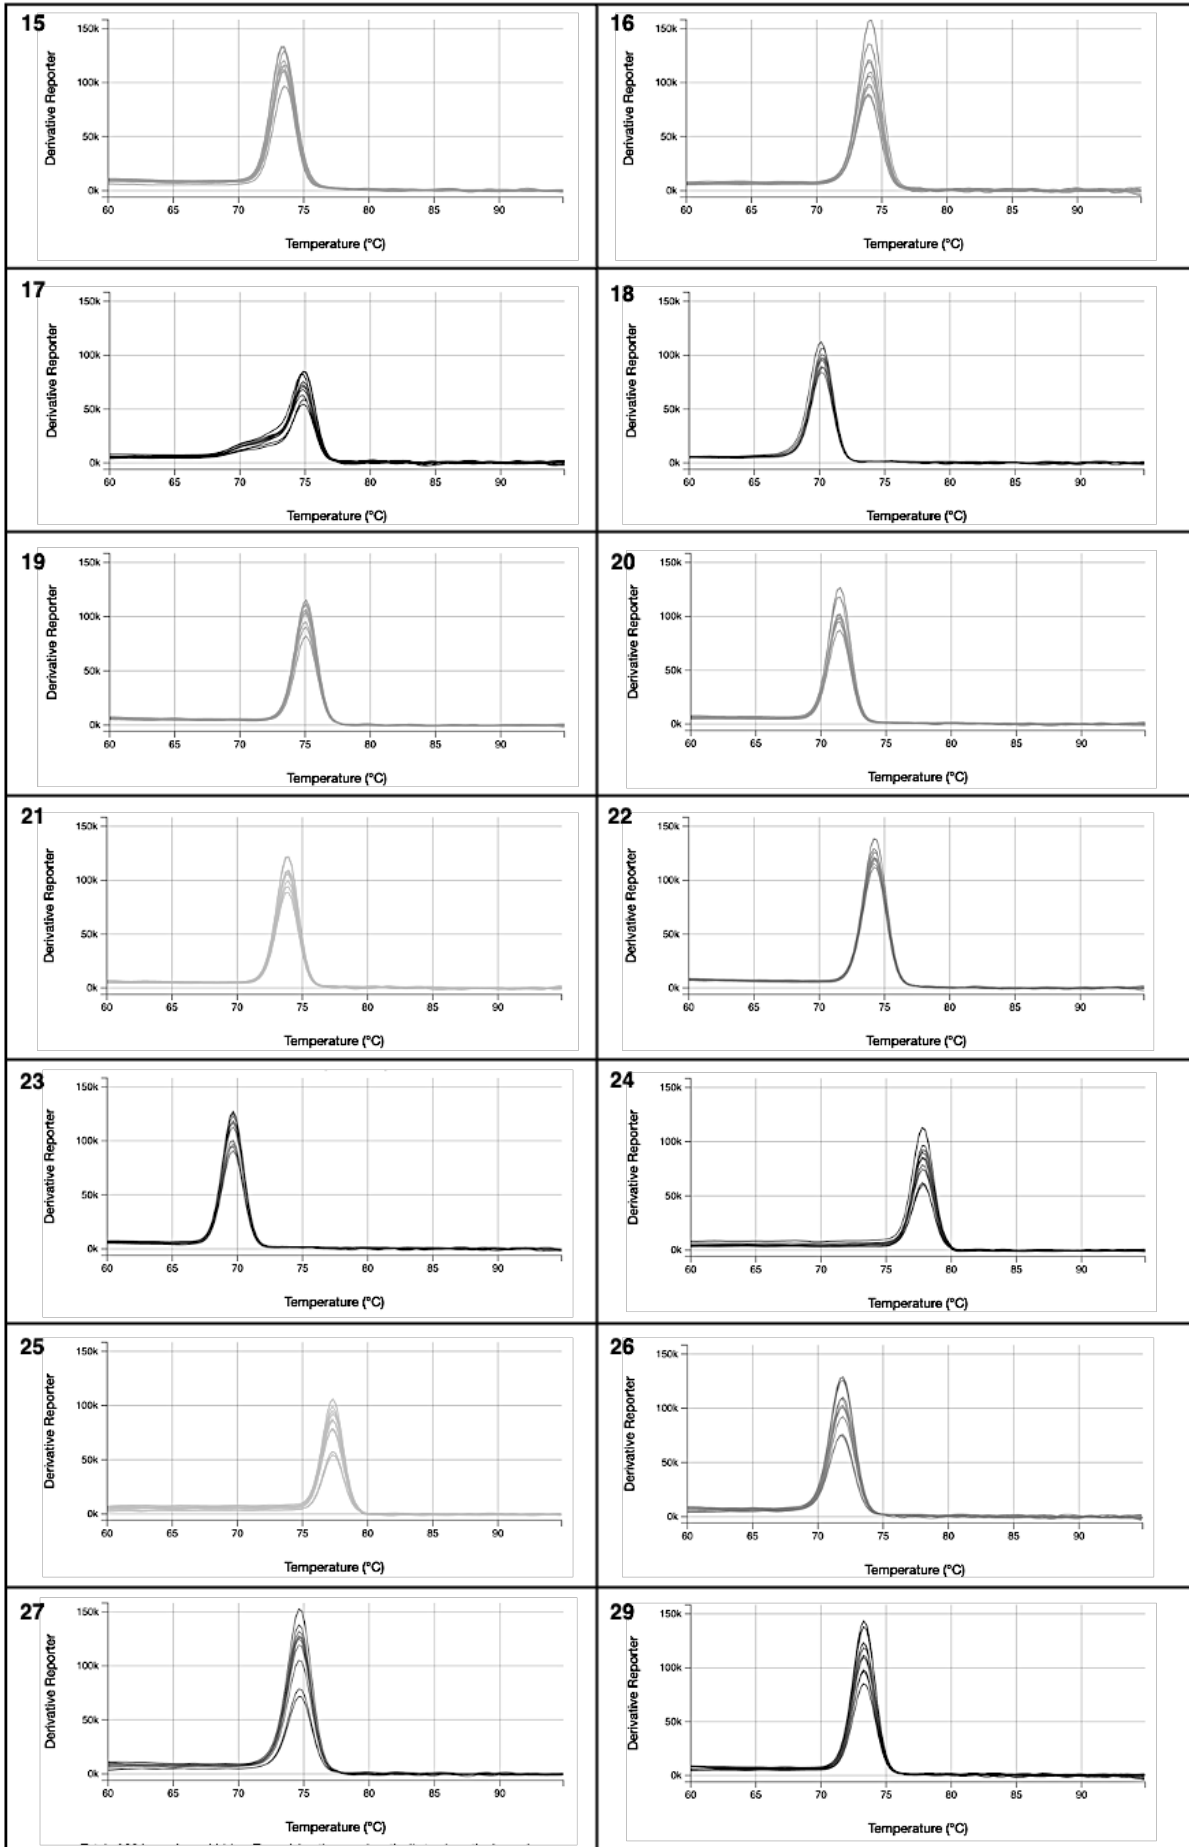 15
Derivative Reporter
150k
100k
50k
0k
60 65 70 75 80 85 90
Temperature (°C)
16
Derivative Reporter
150k
100k
50k
0k
60 65 70 75 80 85 90
Temperature (°C)
17
Derivative Reporter
150k
100k
50k
0k
60 65 70 75 80 85 90
Temperature (°C)
18
Derivative Reporter
150k
100k
50k
0k
60 65 70 75 80 85 90
Temperature (°C)
19
Derivative Reporter
150k
100k
50k
0k
60 65 70 75 80 85 90
Temperature (°C)
20
Derivative Reporter
150k
100k
50k
0k
60 65 70 75 80 85 90
Temperature (°C)
21
Derivative Reporter
150k
100k
50k
0k
60 65 70 75 80 85 90
Temperature (°C)
22
Derivative Reporter
150k
100k
50k
0k
60 65 70 75 80 85 90
Temperature (°C)
23
Derivative Reporter
150k
100k
50k
0k
60 65 70 75 80 85 90
Temperature (°C)
24
Derivative Reporter
150k
100k
50k
0k
60 65 70 75 80 85 90
Temperature (°C)
25
Derivative Reporter
150k
100k
50k
0k
60 65 70 75 80 85 90
Temperature (°C)
26
Derivative Reporter
150k
100k
50k
0k
60 65 70 75 80 85 90
Temperature (°C)
27
Derivative Reporter
150k
100k
50k
0k
60 65 70 75 80 85 90
Temperature (°C)
29
Derivative Reporter
150k
100k
50k
0k
60 65 70 75 80 85 90
Temperature (°C)